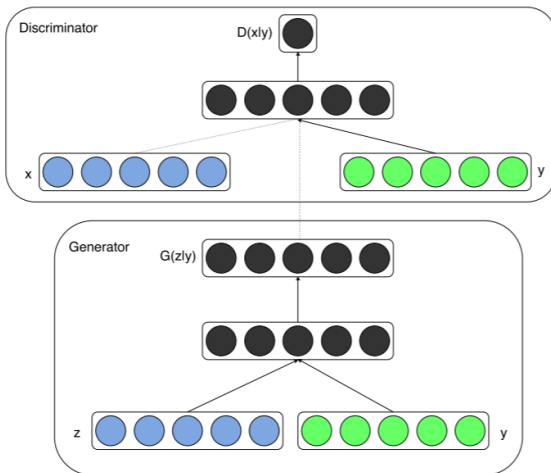 Discriminator
D(x|y)
x
y
Generator
G(z|y)
z
y